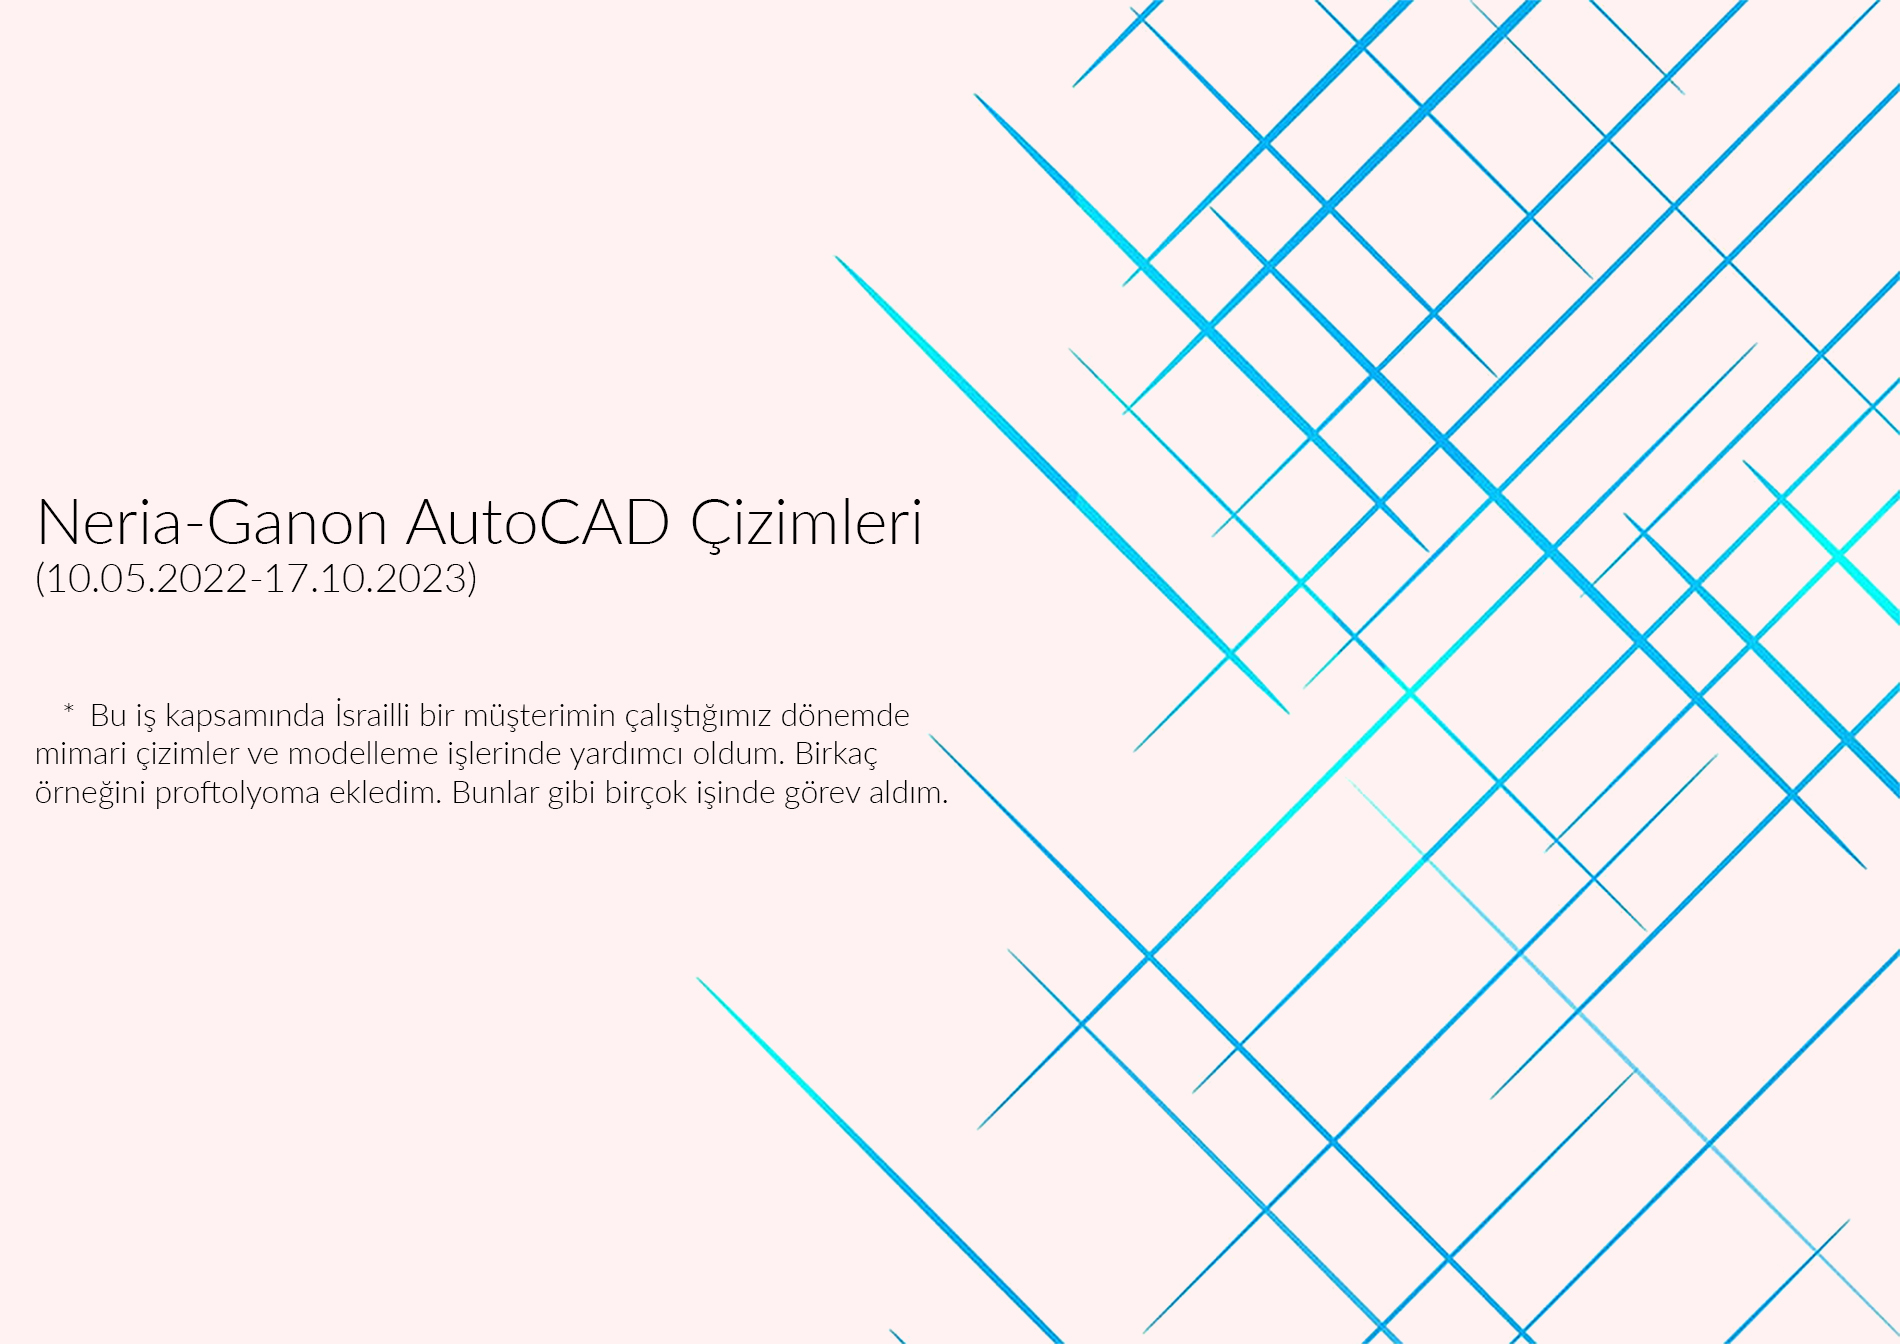 Neria-Ganon AutoCAD Çizimleri
(10.05.2022-17.10.2023)
* Bu iş kapsamında İsrailli bir müşterimin çalıştığımız dönemde
mimari çizimler ve modelleme işlerinde yardımcı oldum. Birkaç
örneğini proftolyoma ekledim. Bunlar gibi birçok işinde görev aldım.